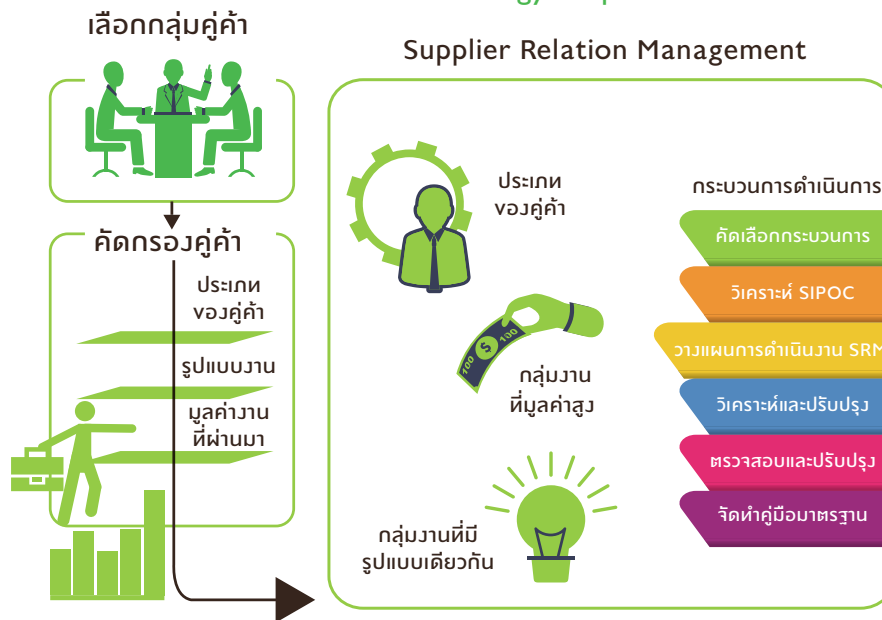 เลือกกลุ่มคู่ค้า
Supplier Relation Management
คัดกรองคู่ค้า
ประเภท
ของคู่ค้า
รูปแบบงาน
มูลค่างาน
ที่ผ่านมา
ประเภท
ของคู่ค้า
100
$
100
กลุ่มงาน
ที่มูลค่าสูง
กลุ่มงานที่มี
รูปแบบเดียวกัน
กระบวนการดำเนินการ
คัดเลือกกระบวนการ
วิเคราะห์ SIPOC
วางแผนการดำเนินงาน SRM
วิเคราะห์และปรับปรุง
ตรวจสอบและปรับปรุง
จัดทำคู่มือมาตรฐาน